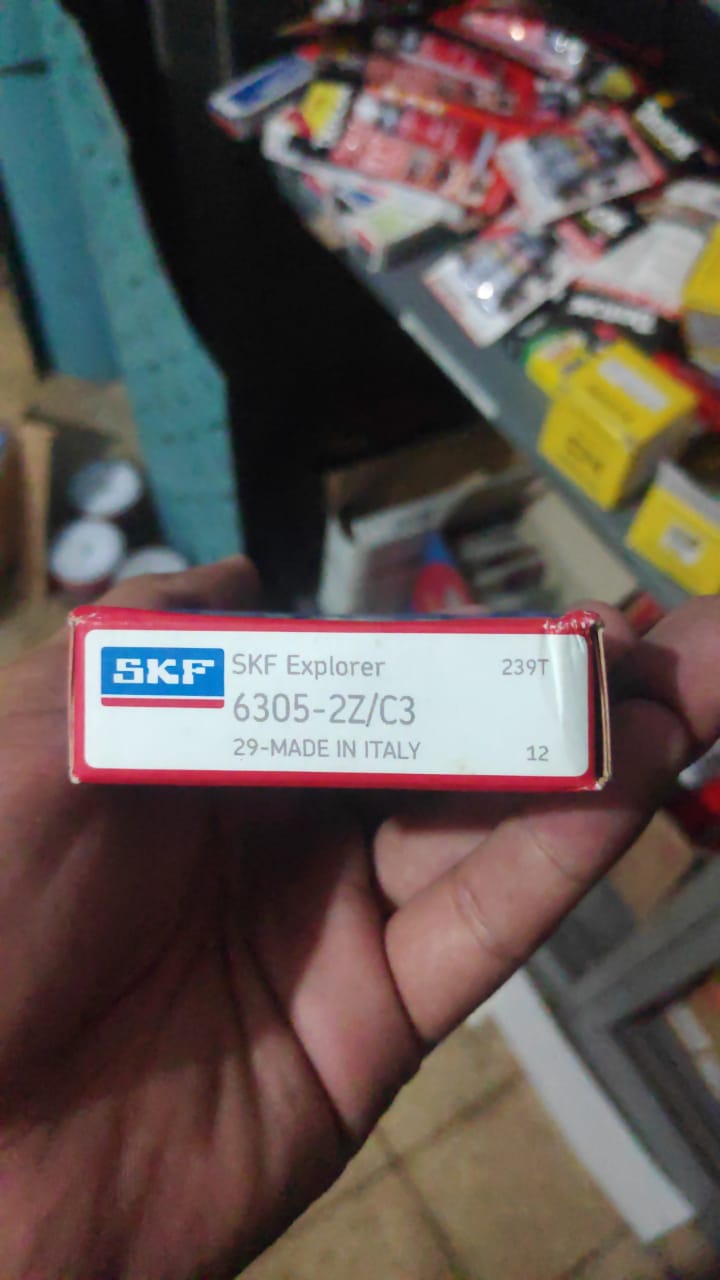 SKF
SKF Explorer 239T
6305-2Z/C3
29-MADE IN ITALY 12